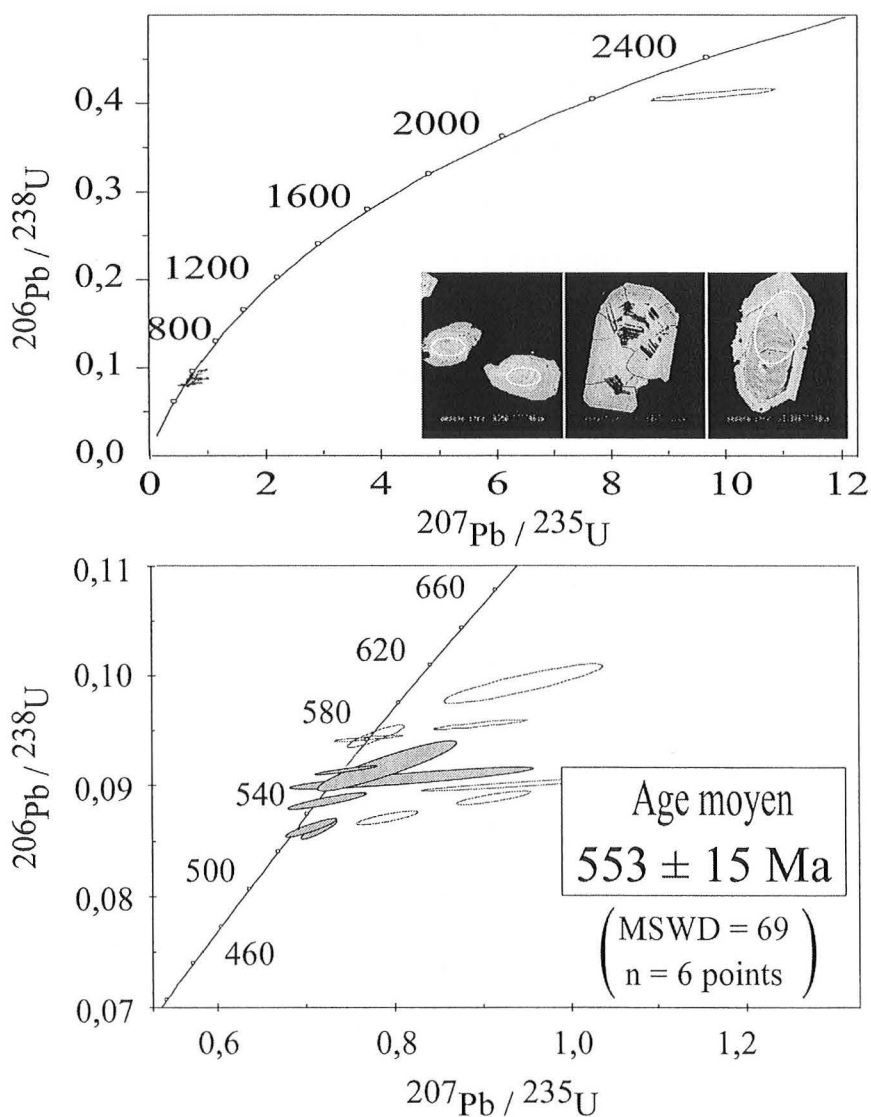 2400
2000
1600
1200
800
0,4
0,3
0,2
0,1
0,0
206Pb / 238U
0 2 4 6 8 10 12
207Pb / 235U
0,11
0,10
0,09
0,08
0,07
206Pb / 238U
660
620
580
540
500
460
Age moyen
553 ± 15 Ma
MSWD = 69
n = 6 points
0,6 0,8 1,0 1,2
207Pb / 235U